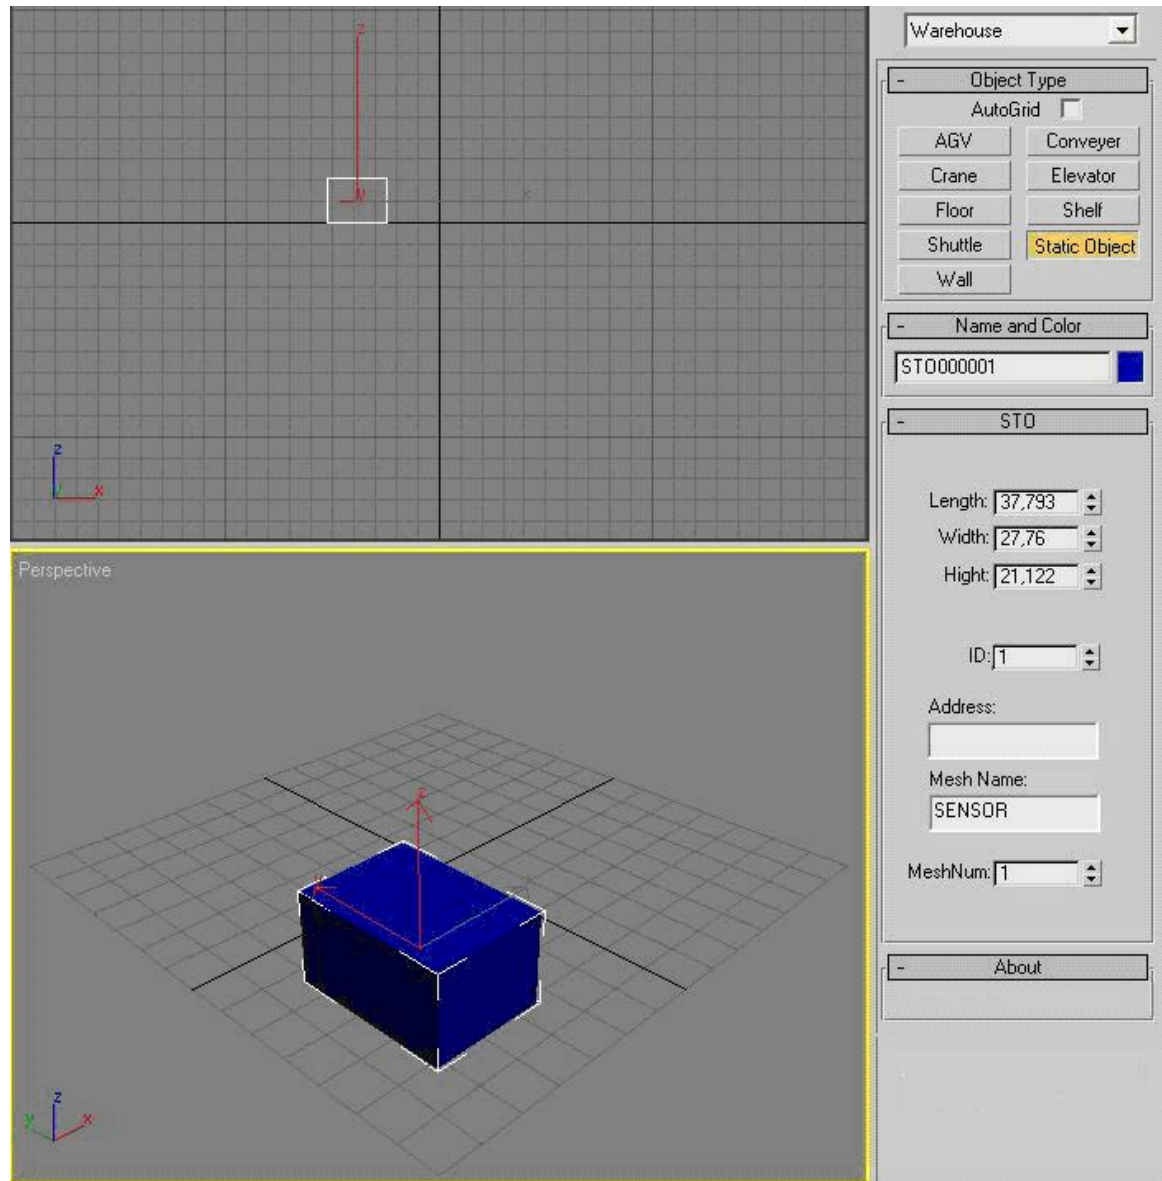 z
x
z
y x
Perspective
z
y
x
z
y x
Warehouse
- Object Type
AutoGrid
AGV Conveyer
Crane Elevator
Floor Shelf
Shuttle Static Object
Wall
- Name and Color
STO000001
- STO
Length: 37,793
Width: 27,76
Hight: 21,122
ID: 1
Address:
Mesh Name:
SENSOR
MeshNum: 1
- About